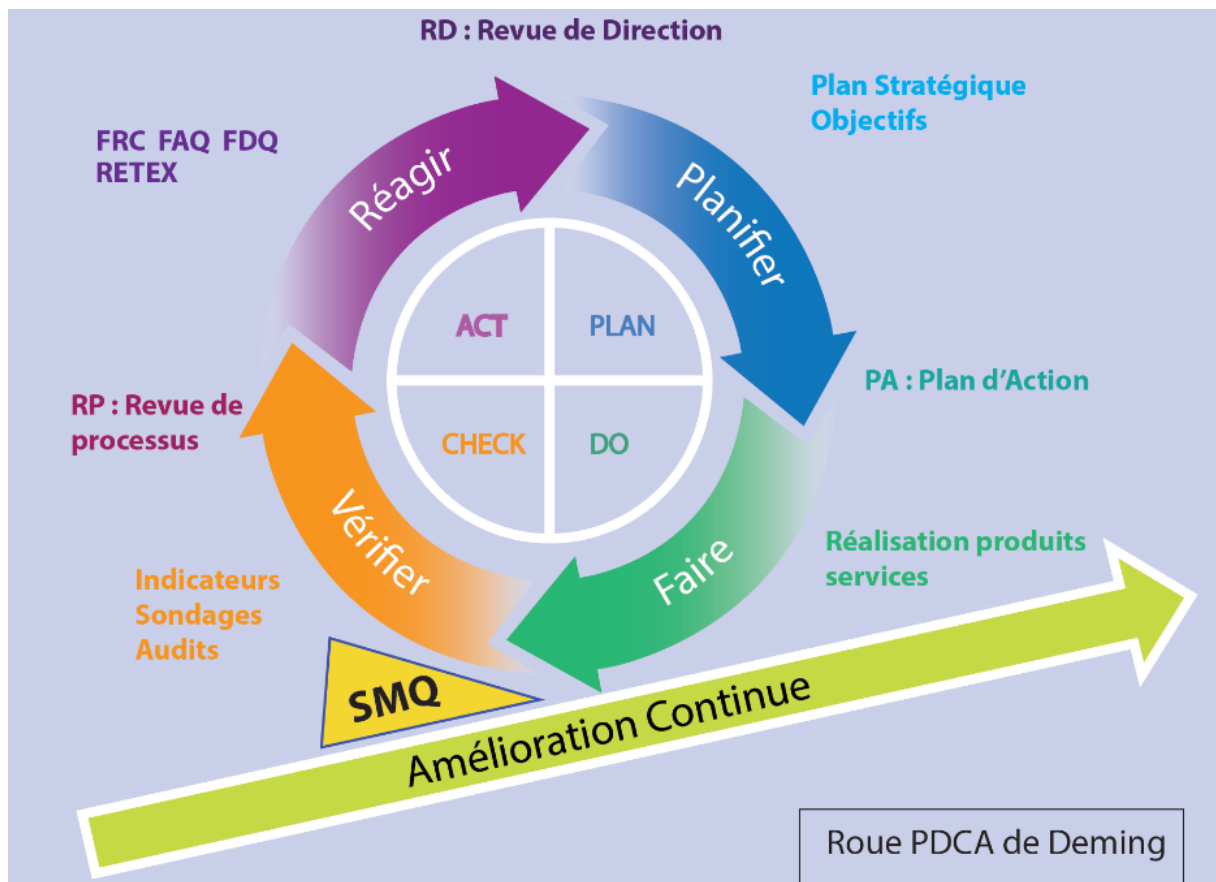 RD : Revue de Direction
Plan Stratégique
Objectifs
FRC FAQ FDQ
RETEX
Réagir
Planifier
ACT
PLAN
PA : Plan d’Action
RP : Revue de
processus
CHECK
DO
Vérifier
Faire
Réalisation produits
services
Indicateurs
Sondages
Audits
SMQ
Amélioration Continue
Roue PDCA de Deming